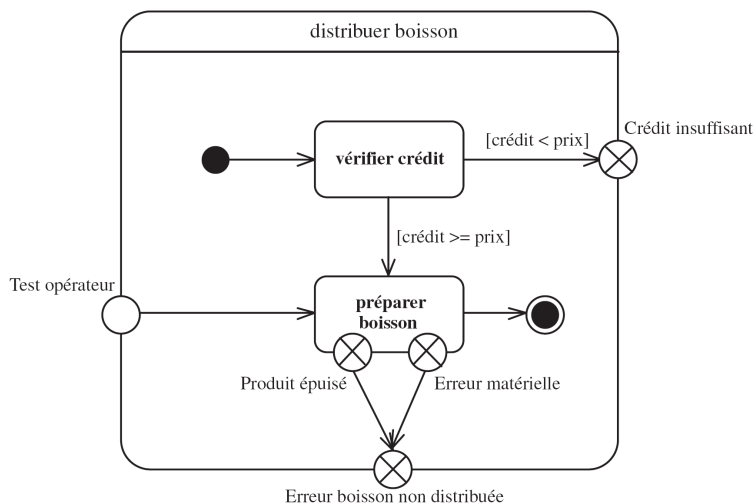 distribuer boisson
Crédit insuffisant
[crédit < prix]
vérifier crédit
[crédit >= prix]
Test opérateur
préparer
boisson
Produit épuisé
Erreur matérielle
Erreur boisson non distribuée